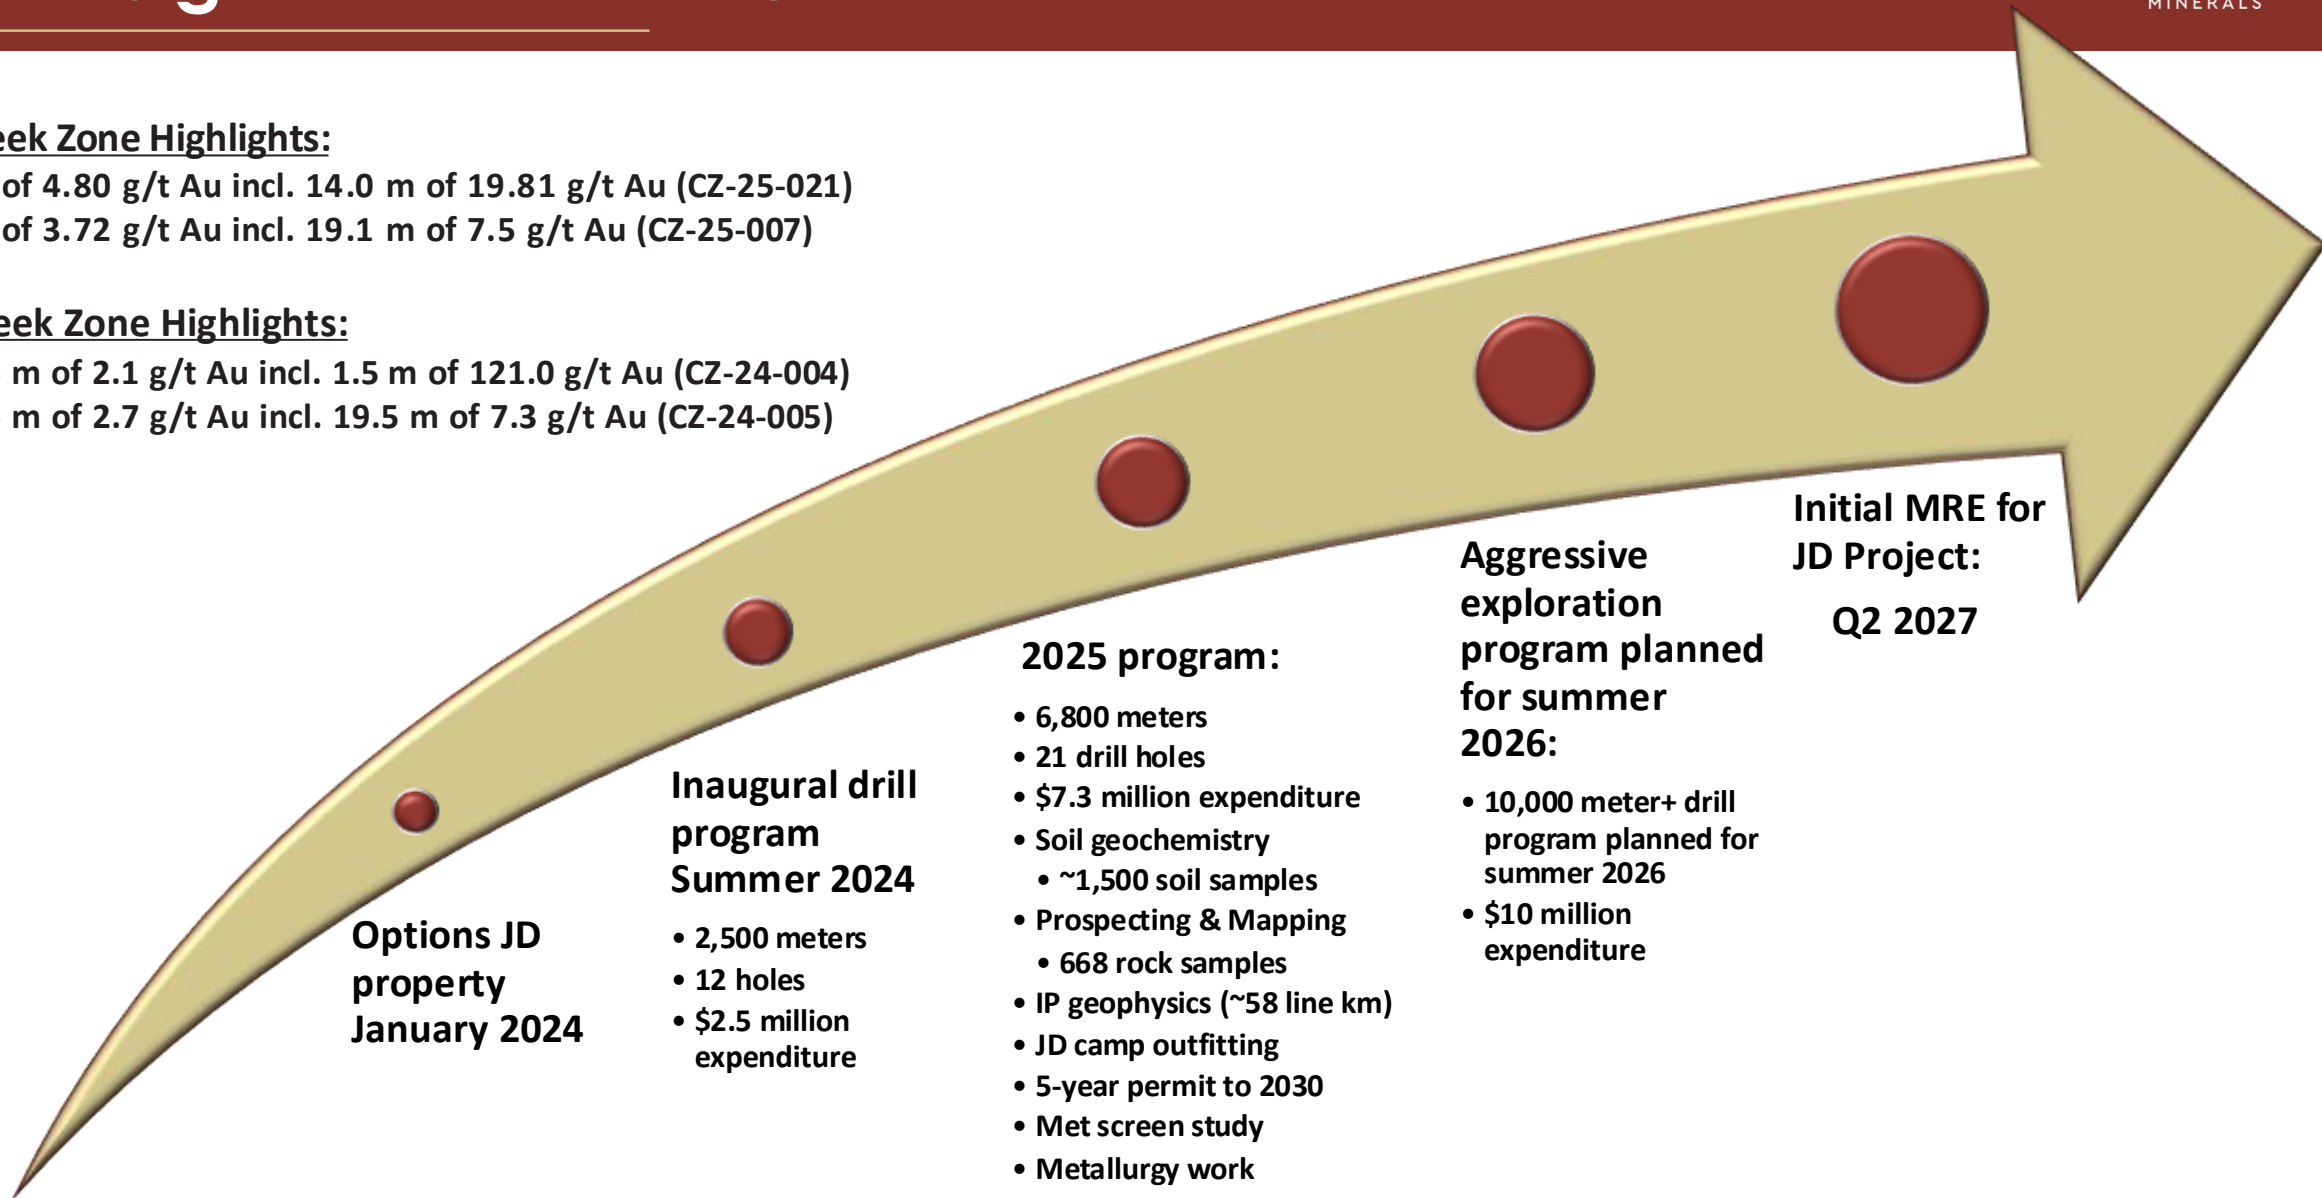 MINERALS
Zone Highlights:
of 4.80 g/t Au incl. 14.0 m of 19.81 g/t Au (CZ-25-021)
of 3.72 g/t Au incl. 19.1 m of 7.5 g/t Au (CZ-25-007)
Zone Highlights:
m of 2.1 g/t Au incl. 1.5 m of 121.0 g/t Au (CZ-24-004)
m of 2.7 g/t Au incl. 19.5 m of 7.3 g/t Au (CZ-24-005)
Options JD
property
January 2024
Inaugural drill
program
Summer 2024
• 2,500 meters
• 12 holes
• $2.5 million
expenditure
2025 program:
• 6,800 meters
• 21 drill holes
• $7.3 million expenditure
• Soil geochemistry
• ~1,500 soil samples
• Prospecting & Mapping
• 668 rock samples
• IP geophysics (~58 line km)
• JD camp outfitting
• 5-year permit to 2030
• Met screen study
• Metallurgy work
Aggressive
exploration
program planned
for summer
2026:
• 10,000 meter+ drill
program planned for
summer 2026
• $10 million
expenditure
Initial MRE for
JD Project:
Q2 2027